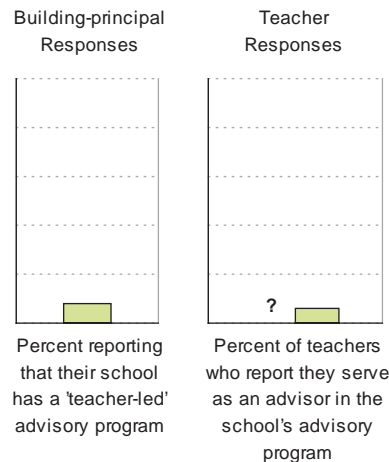 Building-principal
Responses
Teacher
Responses
?
Percent reporting
that their school
has a 'teacher-led'
advisory program
Percent of teachers
who report they serve
as an advisor in the
school's advisory
program